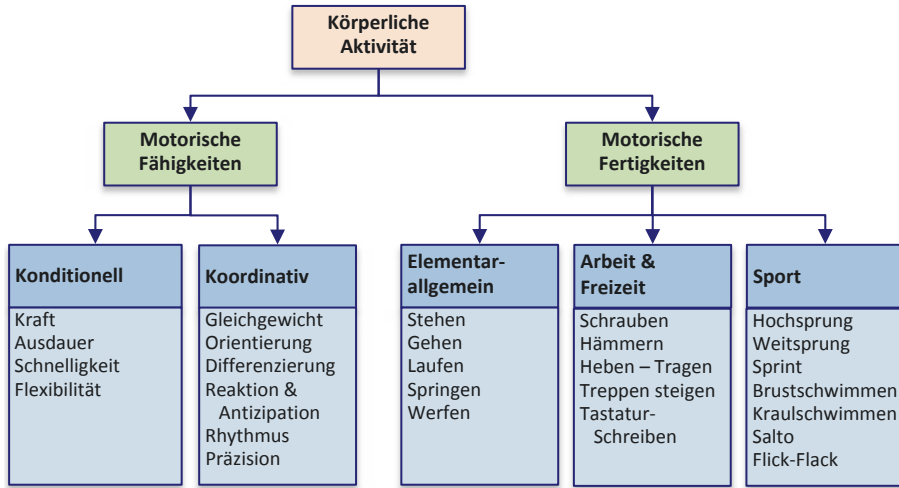 Körperliche
Aktivität
Motorische
Fähigkeiten
Motorische
Fertigkeiten
Konditionell
Kraft
Ausdauer
Schnelligkeit
Flexibilität
Koordinativ
Gleichgewicht
Orientierung
Differenzierung
Reaktion &
Antizipation
Rhythmus
Präzision
Elementar-
allgemein
Stehen
Gehen
Laufen
Springen
Werfen
Arbeit &
Freizeit
Schrauben
Hämmern
Heben – Tragen
Treppen steigen
Tastatur-
Schreiben
Sport
Hochsprung
Weitsprung
Sprint
Brustschwimmen
Kraulschwimmen
Salto
Flick-Flack